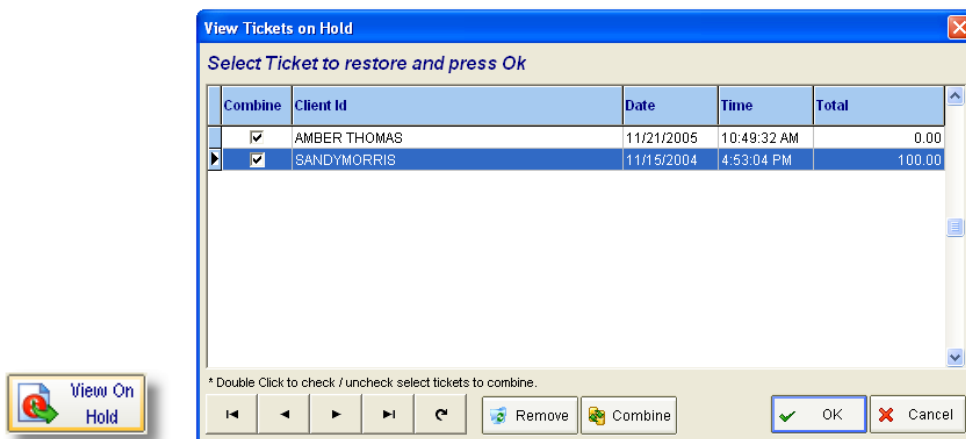 View Tickets on Hold
Select Ticket to restore and press Ok
Combine Client Id Date Time Total
AMBER THOMAS 11/21/2005 10:49:32 AM 0.00
SANDYMORRIS 11/15/2004 4:53:04 PM 100.00
* Double Click to check / uncheck select tickets to combine.
View On
Hold
Remove Combine OK Cancel